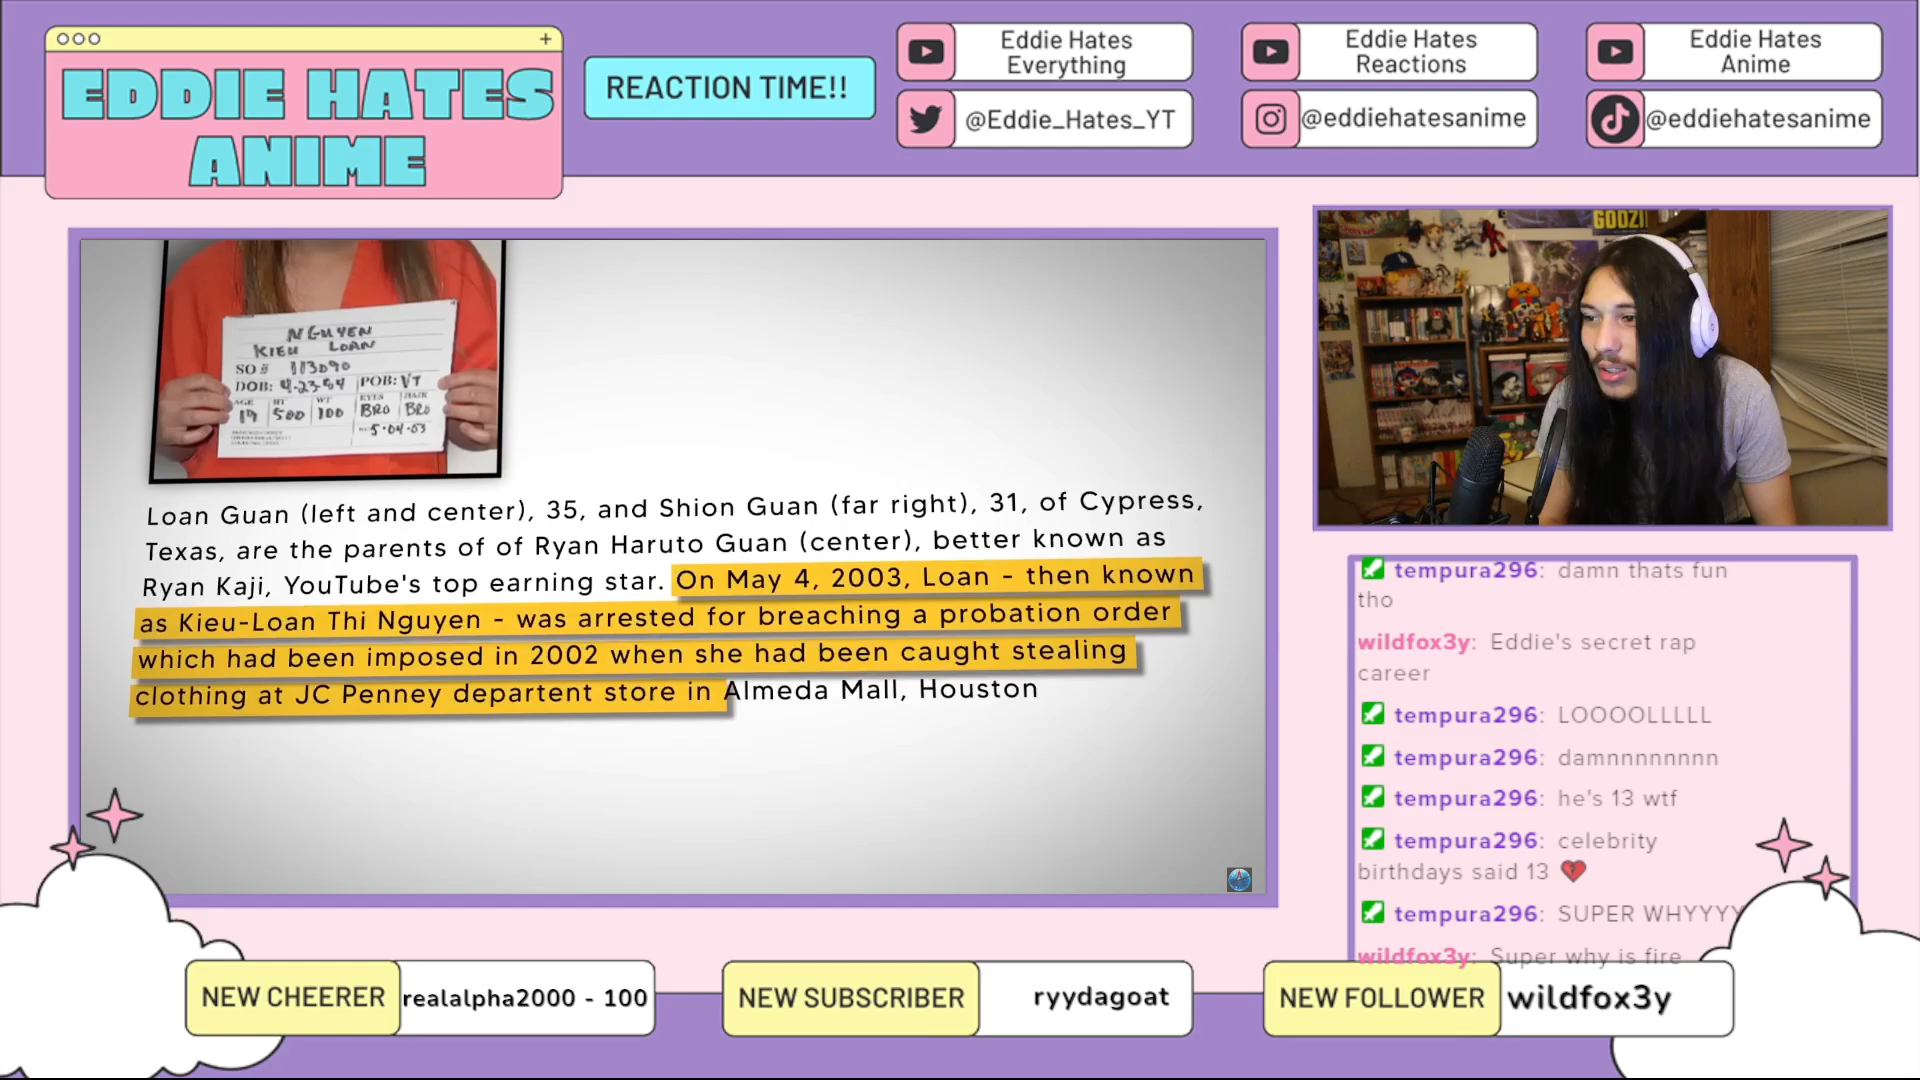 EDDIE HATES
ANIME
REACTION TIME!!
Eddie Hates
Everything
Eddie Hates
Reactions
Eddie Hates
Anime
@Eddie_Hates_YT
@eddiehatesanime
@eddiehatesanime
GODZI
NGUYEN
KIEU LOAN
SO# 113090
DOB: 4-23-84 POB: VT
AGE HT WT EYES HAIR
19 500 100 BRO BRO
5-04-03
Loan Guan (left and center), 35, and Shion Guan (far right), 31, of Cypress,
Texas, are the parents of of Ryan Haruto Guan (center), better known as
Ryan Kaji, YouTube's top earning star. On May 4, 2003, Loan - then known
as Kieu-Loan Thi Nguyen - was arrested for breaching a probation order
which had been imposed in 2002 when she had been caught stealing
clothing at JC Penney departent store in Almeda Mall, Houston
tempura296: damn thats fun
tho
wildfox3y: Eddie's secret rap
career
tempura296: LOOOOLLLLL
tempura296: damnnnnnnnn
tempura296: he's 13 wtf
tempura296: celebrity
birthdays said 13
tempura296: SUPER WHYYYY
wildfox3y: Super why is fire
NEW CHEERER realalpha2000 - 100
NEW SUBSCRIBER ryydagoat
NEW FOLLOWER wildfox3y